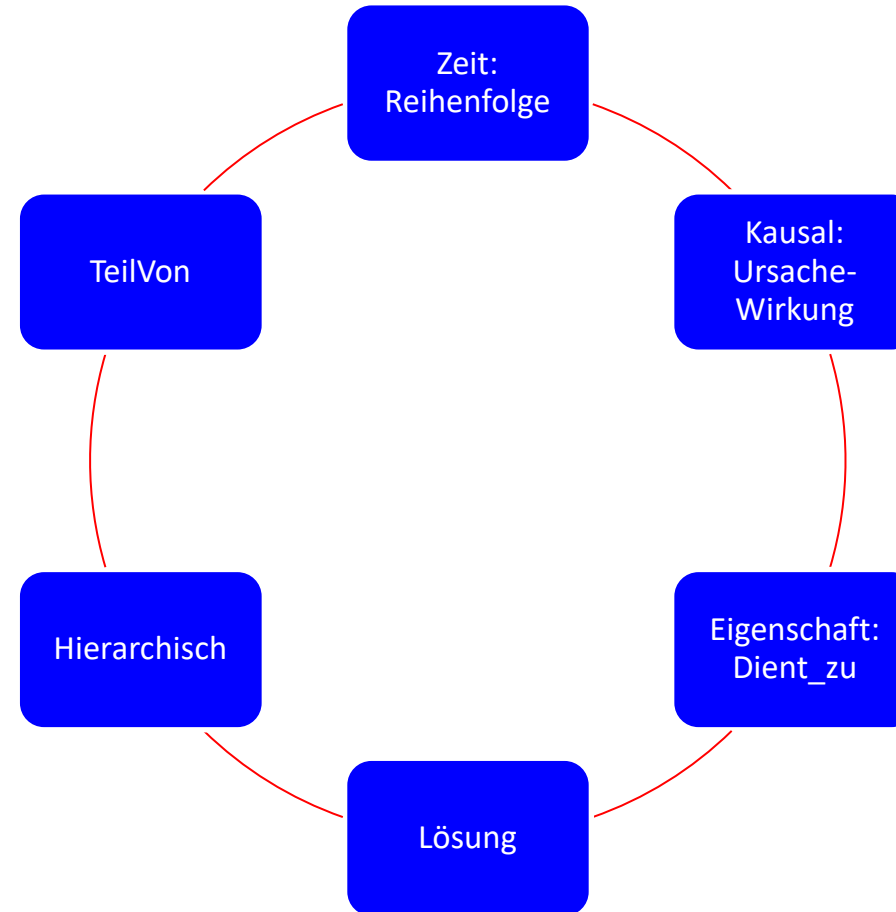 Zeit:
Reihenfolge
Kausal:
Ursache-
Wirkung
Eigenschaft:
Dient_zu
Lösung
Hierarchisch
TeilVon